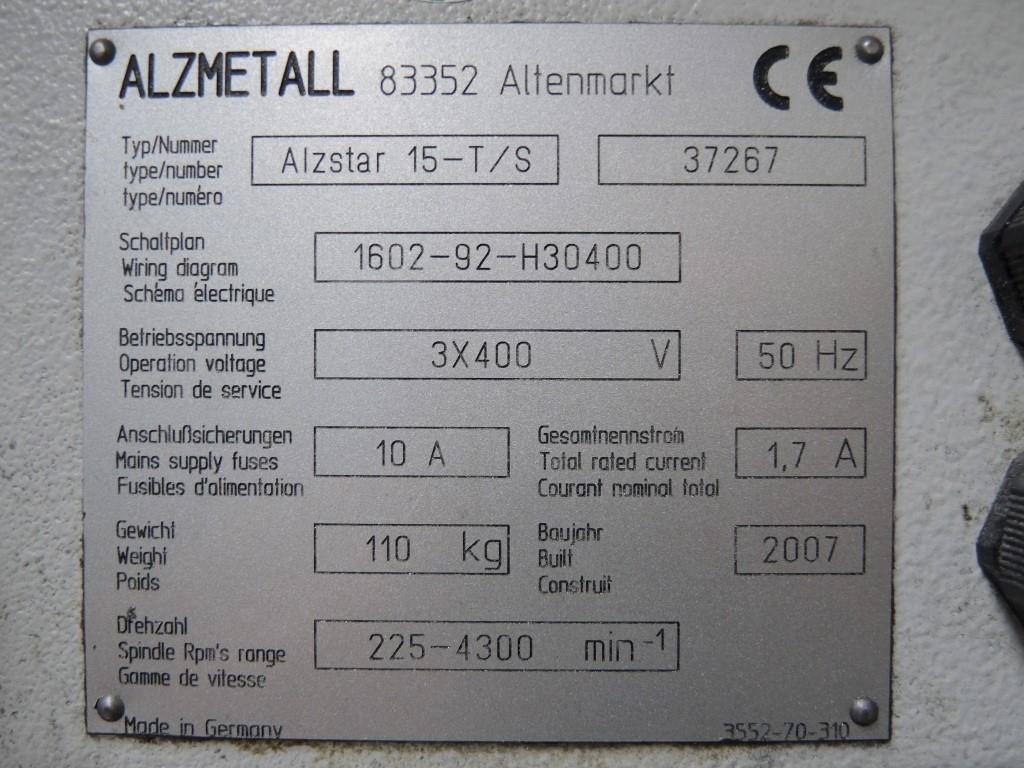 ALZMETALL 83352 Altenmarkt CE
Typ/Nummer
type/number Alzstar 15-T/S 37267
type/numéro
Schaltplan
Wiring diagram 1602-92-H30400
Schéma électrique
Betriebsspannung
Operation voltage 3X400 V 50 Hz
Tension de service
Anschlußsicherungen Gesamtnennstrom
Mains supply fuses 10 A Total rated current 1,7 A
Fusibles d'alimentation Courant nominal total
Gewicht Baujahr
Weight 110 kg Built 2007
Poids Construit
Drehzahl
Spindle Rpm's range 225-4300 min⁻¹
Gamme de vitesse
Made in Germany 3552-70-310